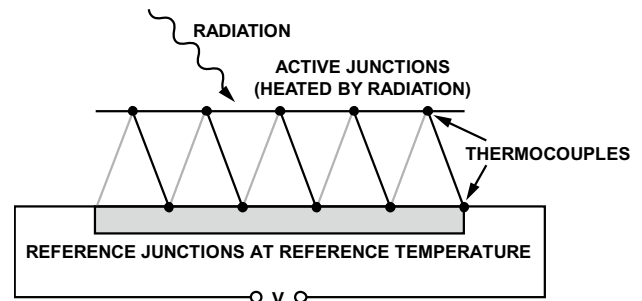 RADIATION
ACTIVE JUNCTIONS
(HEATED BY RADIATION)
THERMOCOUPLES
REFERENCE JUNCTIONS AT REFERENCE TEMPERATURE
V